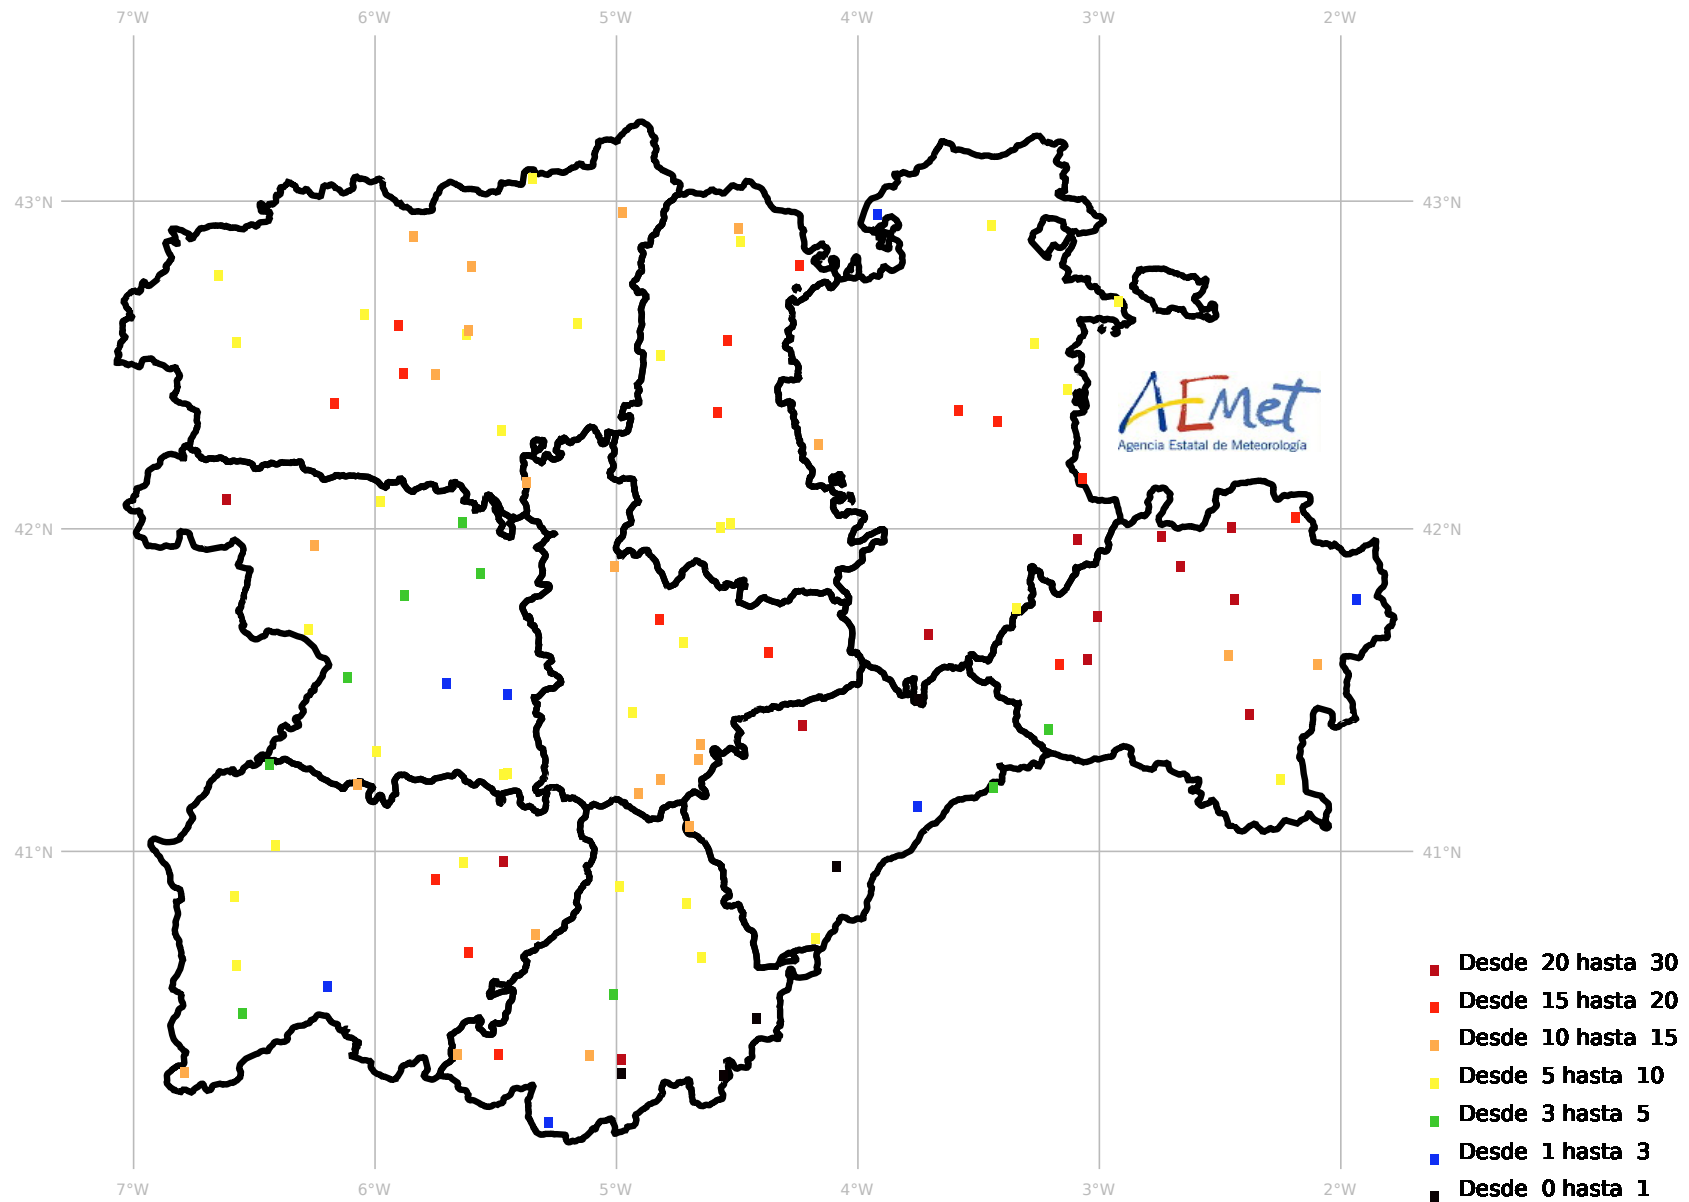 7°W 6°W 5°W 4°W 3°W 2°W
43°N 43°N
AEMet
Agencia Estatal de Meteorología
42°N 42°N
41°N 41°N
Desde 20 hasta 30
Desde 15 hasta 20
Desde 10 hasta 15
Desde 5 hasta 10
Desde 3 hasta 5
Desde 1 hasta 3
Desde 0 hasta 1
7°W 6°W 5°W 4°W 3°W 2°W